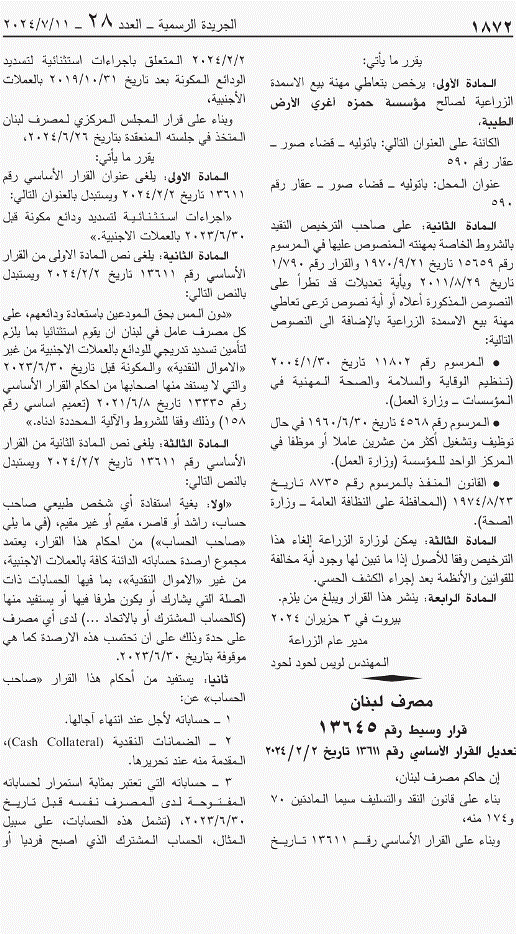 ١٨٧٢
الجريدة الرسمية ــ العدد ٢٨ ــ ٢٠٢٤/٧/١١
يقرر ما يأتي:
المادة الأولى: يرخص بتعاطي مهنة بيع الاسمدة
الزراعية لصالح مؤسسة حمزه أغري الأرض
الطيبة.
الكائنة على العنوان التالي: باتوليه ــ قضاء صور ــ
عقار رقم ٥٩٠
عنوان المحل: باتوليه ــ قضاء صور ــ عقار رقم
٥٩٠
المادة الثانية: على صاحب الترخيص التقيد
بالشروط الخاصة بمهنته المنصوص عليها في المرسوم
رقم ١٥٦٥٩ تاريخ ١٩٧٠/٩/٢١ والقرار رقم ١/٧٩٠
تاريخ ٢٠١١/٨/٢٩ وبأية تعديلات قد تطرأ على
النصوص المذكورة أعلاه أو أية نصوص ترعى تعاطي
مهنة بيع الاسمدة الزراعية بالإضافة الى النصوص
التالية:
● المرسوم رقم ١١٨٠٢ تاريخ ٢٠٠٤/١/٣٠
(تنظيم الوقاية والسلامة والصحة المهنية في
المؤسسات ــ وزارة العمل).
● المرسوم رقم ٤٥٦٨ تاريخ ١٩٦٠/٦/٣٠ في حال
توظيف وتشغيل أكثر من عشرين عاملا أو موظفا في
المركز الواحد للمؤسسة (وزارة العمل).
● القانون المنفذ بالمرسوم رقم ٨٧٣٥ تاريخ
١٩٧٤/٨/٢٣ (المحافظة على النظافة العامة ــ وزارة
الصحة).
المادة الثالثة: يمكن لوزارة الزراعة إلغاء هذا
الترخيص وفقا للأصول إذا ما تبين لها وجود أية مخالفة
للقوانين والأنظمة بعد إجراء الكشف الحسي.
المادة الرابعة: ينشر هذا القرار ويبلغ من يلزم.
بيروت في ٣ حزيران ٢٠٢٤
مدير عام الزراعة
المهندس لويس لحود لحود
مصرف لبنان
قرار وسيط رقم ١٣٦٤٥
تعديل القرار الأساسي رقم ١٣٦١١ تاريخ ٢٠٢٤/٢/٢
إن حاكم مصرف لبنان،
بناء على قانون النقد والتسليف سيما المادتين ٧٠
و١٧٤ منه،
وبناء على القرار الأساسي رقم ١٣٦١١ تاريخ
٢٠٢٤/٢/٢ المتعلق باجراءات استثنائية لتسديد
الودائع المكونة بعد تاريخ ٢٠١٩/١٠/٣١ بالعملات
الأجنبية،
وبناء على قرار المجلس المركزي لمصرف لبنان
المتخذ في جلسته المنعقدة بتاريخ ٢٠٢٤/٦/٢٦،
يقرر ما يأتي:
المادة الاولى: يلغى عنوان القرار الأساسي رقم
١٣٦١١ تاريخ ٢٠٢٤/٢/٢ ويستبدل بالعنوان التالي:
«اجراءات استثنائية لتسديد ودائع مكونة قبل
٢٠٢٣/٦/٣٠ بالعملات الاجنبية.»
المادة الثانية: يلغى نص المادة الاولى من القرار
الأساسي رقم ١٣٦١١ تاريخ ٢٠٢٤/٢/٢ ويستبدل
بالنص التالي:
«دون المس بحق المودعين باستعادة ودائعهم، على
كل مصرف عامل في لبنان ان يقوم استثنائيا بما يلزم
لتأمين تسديد تدريجي للودائع بالعملات الاجنبية من غير
«الاموال النقدية» والمكونة قبل تاريخ ٢٠٢٣/٦/٣٠
والتي لا يستفد منها اصحابها من احكام القرار الأساسي
رقم ١٣٣٣٥ تاريخ ٢٠٢١/٦/٨ (تعميم اساسي رقم
١٥٨) وذلك وفقا للشروط والآلية المحددة ادناه.»
المادة الثالثة: يلغى نص المادة الثانية من القرار
الأساسي رقم ١٣٦١١ تاريخ ٢٠٢٤/٢/٢ ويستبدل
بالنص التالي:
«اولا: بغية استفادة أي شخص طبيعي صاحب
حساب، راشد أو قاصر، مقيم أو غير مقيم، (في ما يلي
«صاحب الحساب») من احكام هذا القرار، يعتمد
مجموع ارصدة حساباته الدائنة كافة بالعملات الاجنبية،
من غير «الاموال النقدية»، بما فيها الحسابات ذات
الصلة التي يشارك أو يكون طرفا فيها أو يستفيد منها
(كالحساب المشترك أو بالاتحاد ...) لدى أي مصرف
على حدة وذلك على ان تحتسب هذه الارصدة كما هي
موقوفة بتاريخ ٢٠٢٣/٦/٣٠.
ثانيا: يستفيد من أحكام هذا القرار «صاحب
الحساب» عن:
١ ــ حساباته لأجل عند انتهاء آجالها.
٢ ــ الضمانات النقدية (Cash Collateral)،
المقدمة منه عند تحريرها.
٣ ــ حساباته التي تعتبر بمثابة استمرار لحساباته
المفتوحة لدى المصرف نفسه قبل تاريخ
٢٠٢٣/٦/٣٠، (تشمل هذه الحسابات، على سبيل
المثال، الحساب المشترك الذي اصبح فرديا أو